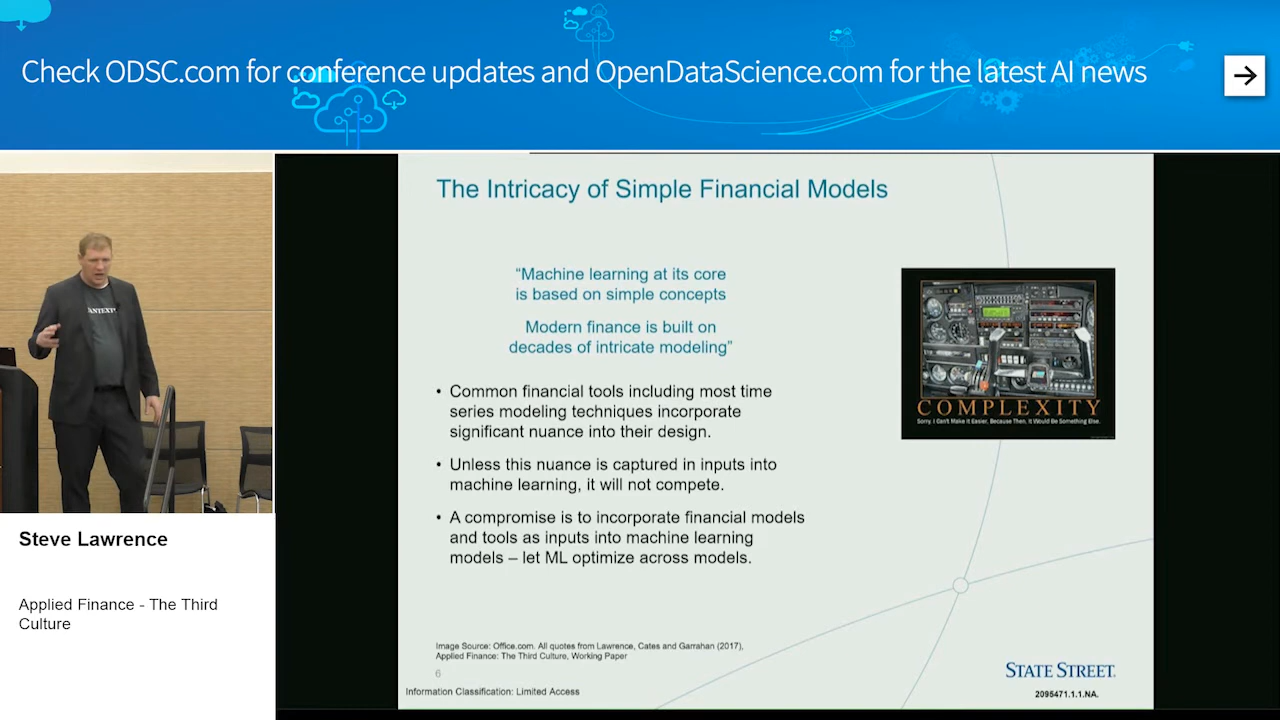 Check ODSC.com for conference updates and OpenDataScience.com for the latest AI news
The Intricacy of Simple Financial Models
“Machine learning at its core
is based on simple concepts
Modern finance is built on
decades of intricate modeling”
• Common financial tools including most time
series modeling techniques incorporate
significant nuance into their design.
• Unless this nuance is captured in inputs into
machine learning, it will not compete.
• A compromise is to incorporate financial models
and tools as inputs into machine learning
models – let ML optimize across models.
COMPLEXITY
Sorry, I Can't Make It Easier, Because Then, It Would Be Something Else.
Image Source: Office.com. All quotes from Lawrence, Cates and Garrahan (2017),
Applied Finance: The Third Culture, Working Paper
6
Information Classification: Limited Access
STATE STREET.
2095471.1.1.NA.
Steve Lawrence
Applied Finance - The Third
Culture